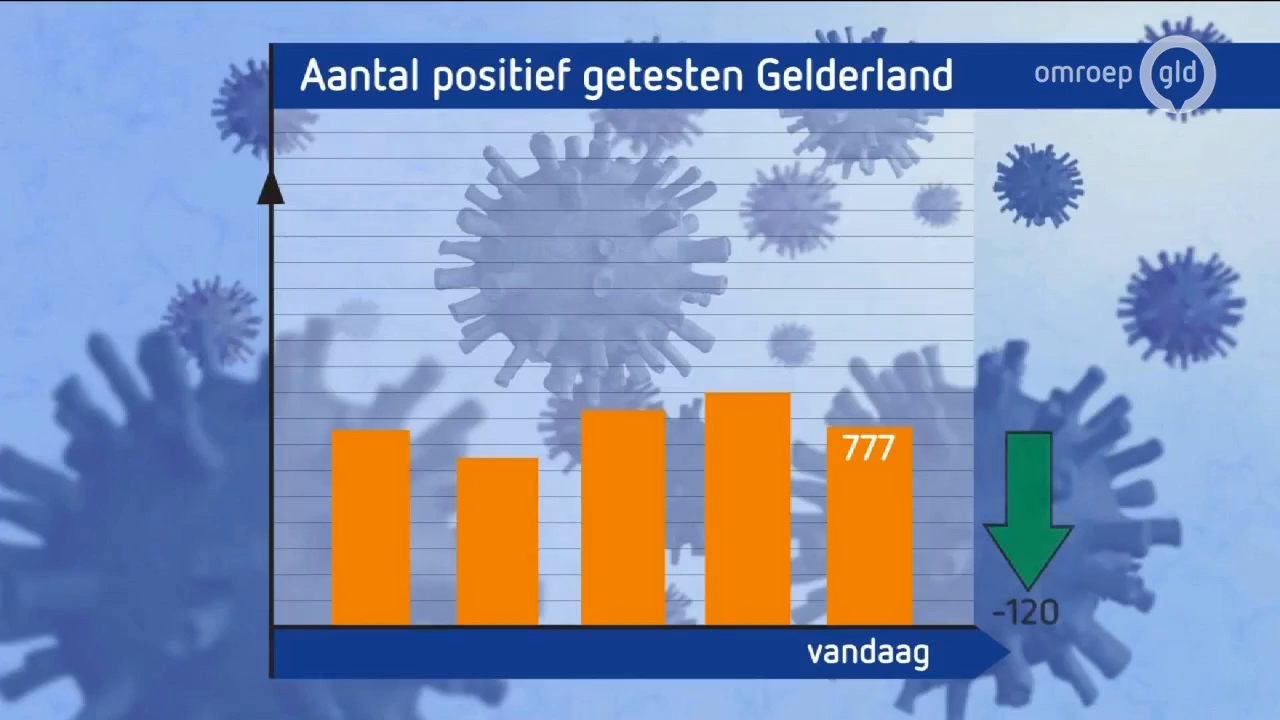 Aantal positief getesten Gelderland
omroep gld
777
-120
vandaag